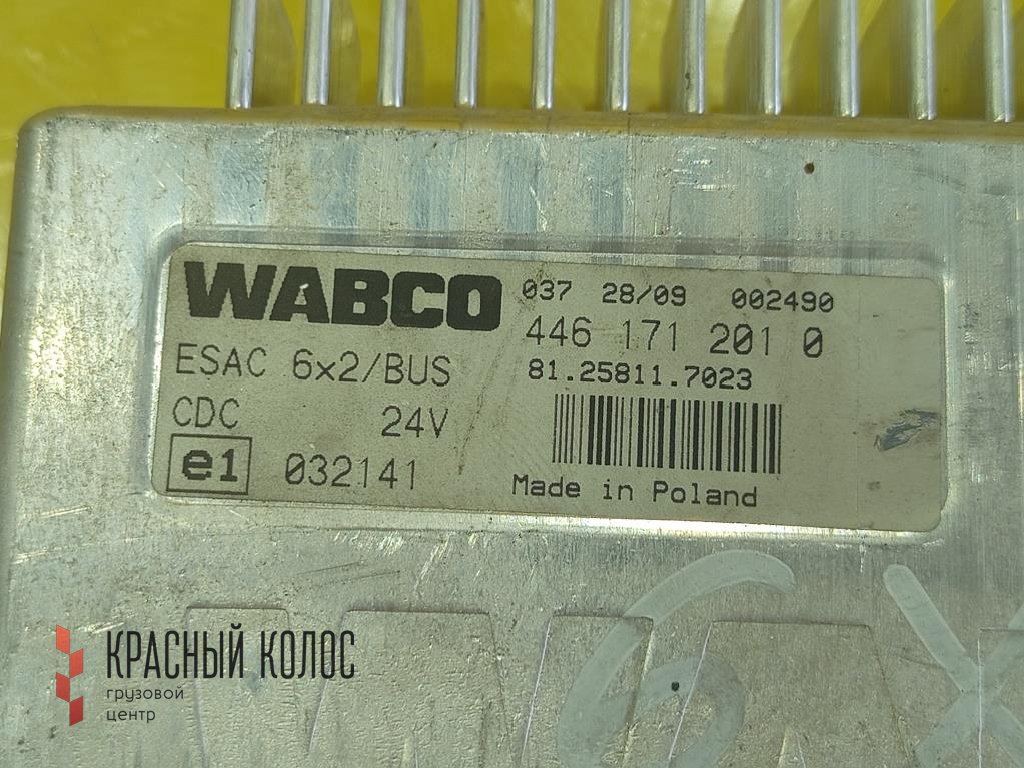 WABCO
037 28/09 002490
446 171 201 0
ESAC 6x2/BUS
81.25811.7023
CDC 24V
e1 032141
Made in Poland
6X
КРАСНЫЙ КОЛОС
грузовой
центр